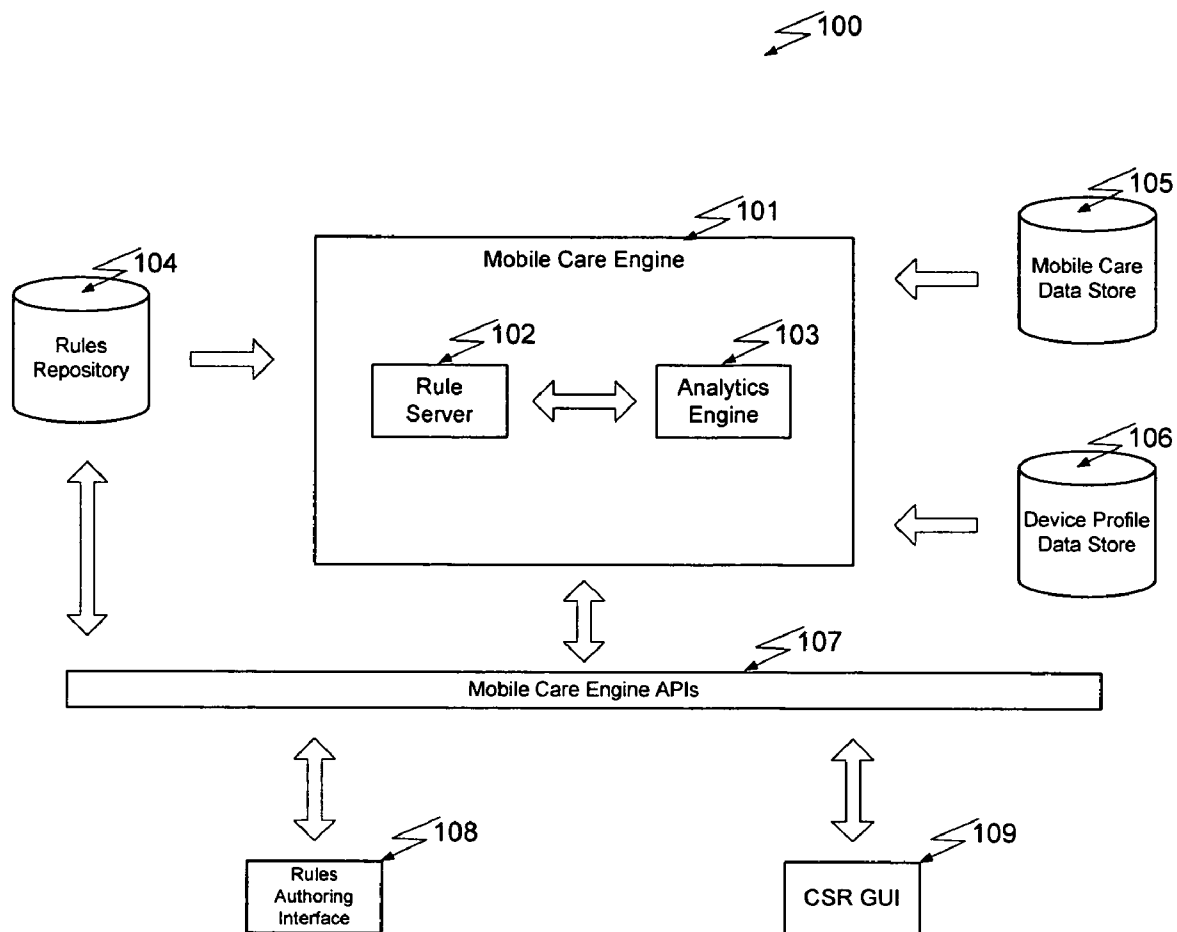 100
101
Mobile Care Engine
102
Rule
Server
103
Analytics
Engine
104
Rules
Repository
105
Mobile Care
Data Store
106
Device Profile
Data Store
107
Mobile Care Engine APIs
108
Rules
Authoring
Interface
109
CSR GUI